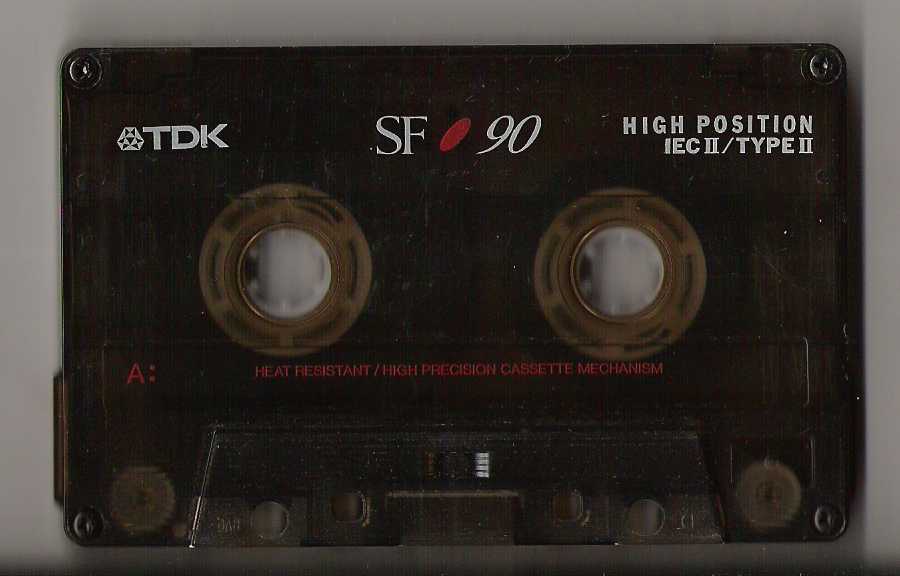 TDK
SF 90
HIGH POSITION
IEC II / TYPE II
A:
HEAT RESISTANT / HIGH PRECISION CASSETTE MECHANISM